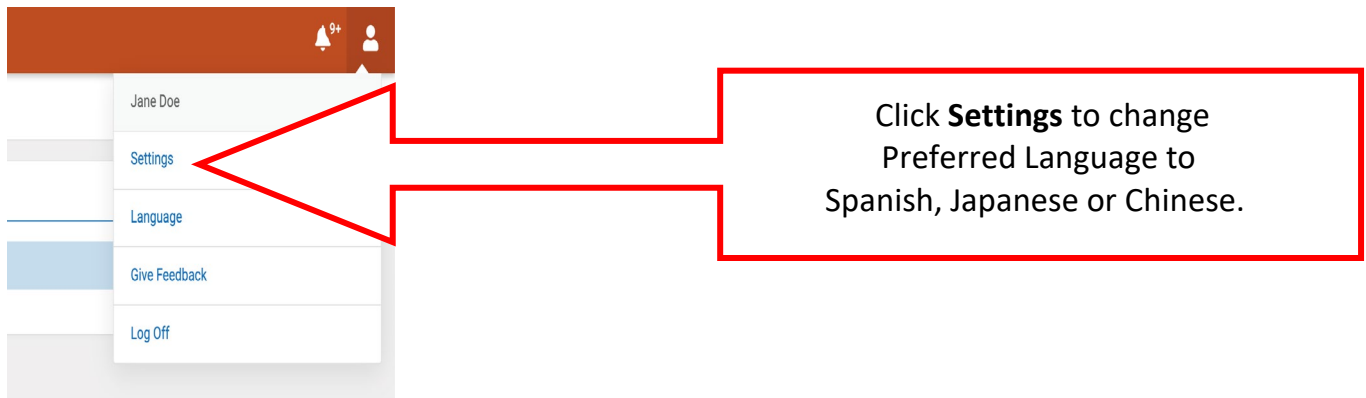 9+
Jane Doe
Settings
Language
Give Feedback
Log Off
Click Settings to change
Preferred Language to
Spanish, Japanese or Chinese.